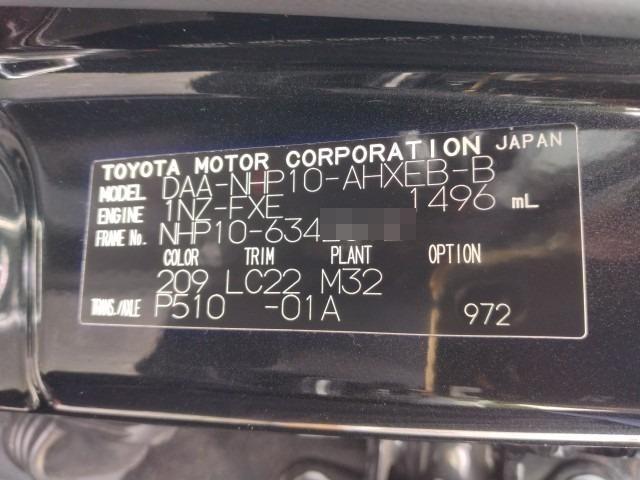 TOYOTA MOTOR CORPORATION JAPAN
MODEL DAA-NHP10-AHXEB-B
ENGINE 1NZ-FXE 1496 mL
FRAME No. NHP10-634
COLOR TRIM PLANT OPTION
209 LC22 M32
TRANS./AXLE P510 -01A 972